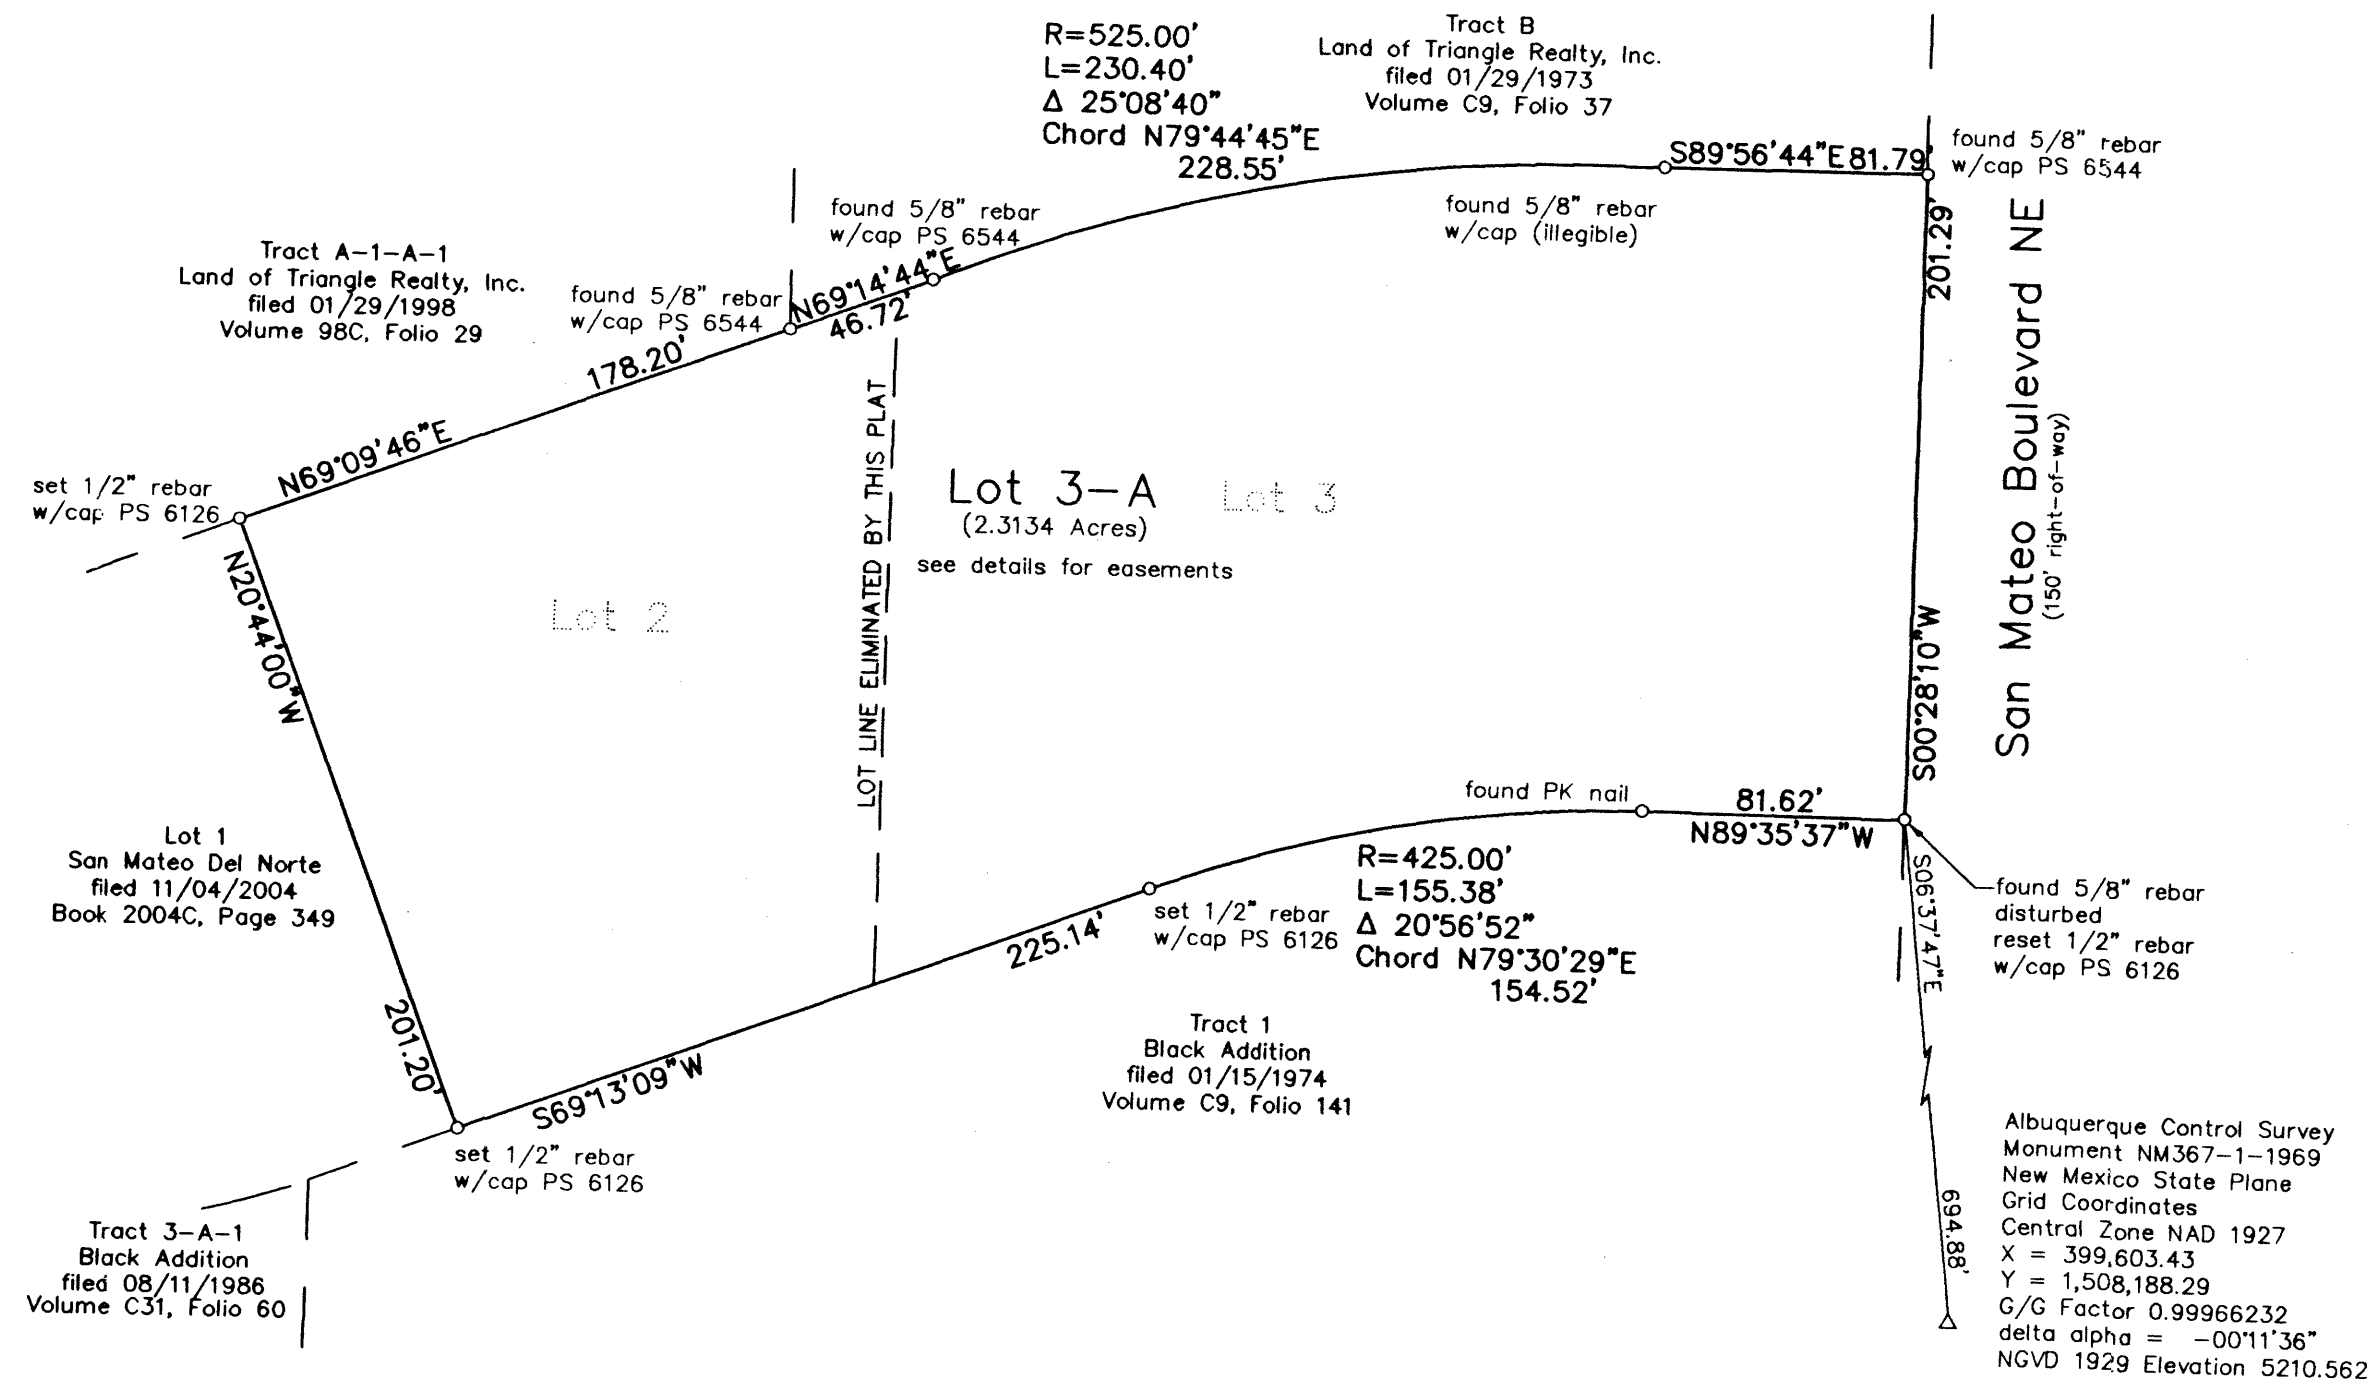 R=525.00'
L=230.40'
Δ 25°08'40"
Chord N79°44'45"E
228.55'
Tract B
Land of Triangle Realty, Inc.
filed 01/29/1973
Volume C9, Folio 37
S89°56'44"E 81.79'
found 5/8" rebar
w/cap PS 6544
found 5/8" rebar
w/cap PS 6544
found 5/8" rebar
w/cap (illegible)
Tract A-1-A-1
Land of Triangle Realty, Inc.
filed 01/29/1998
Volume 98C, Folio 29
found 5/8" rebar
w/cap PS 6544
N69°14'44"E
46.72'
178.20'
N69°09'46"E
201.29'
S00°28'10"W
San Mateo Boulevard NE
(150' right-of-way)
set 1/2" rebar
w/cap PS 6126
LOT LINE ELIMINATED BY THIS PLAT
Lot 3-A
(2.3134 Acres)
see details for easements
Lot 3
Lot 2
N20°44'00"W
201.20'
Lot 1
San Mateo Del Norte
filed 11/04/2004
Book 2004C, Page 349
found PK nail
81.62'
N89°35'37"W
R=425.00'
L=155.38'
Δ 20°56'52"
Chord N79°30'29"E
154.52'
set 1/2" rebar
w/cap PS 6126
225.14'
S69°13'09"W
found 5/8" rebar
disturbed
reset 1/2" rebar
w/cap PS 6126
S06°37'47"E
694.88'
Tract 1
Black Addition
filed 01/15/1974
Volume C9, Folio 141
set 1/2" rebar
w/cap PS 6126
Tract 3-A-1
Black Addition
filed 08/11/1986
Volume C31, Folio 60
Albuquerque Control Survey
Monument NM367-1-1969
New Mexico State Plane
Grid Coordinates
Central Zone NAD 1927
X = 399,603.43
Y = 1,508,188.29
G/G Factor 0.99966232
delta alpha = -00°11'36"
NGVD 1929 Elevation 5210.562